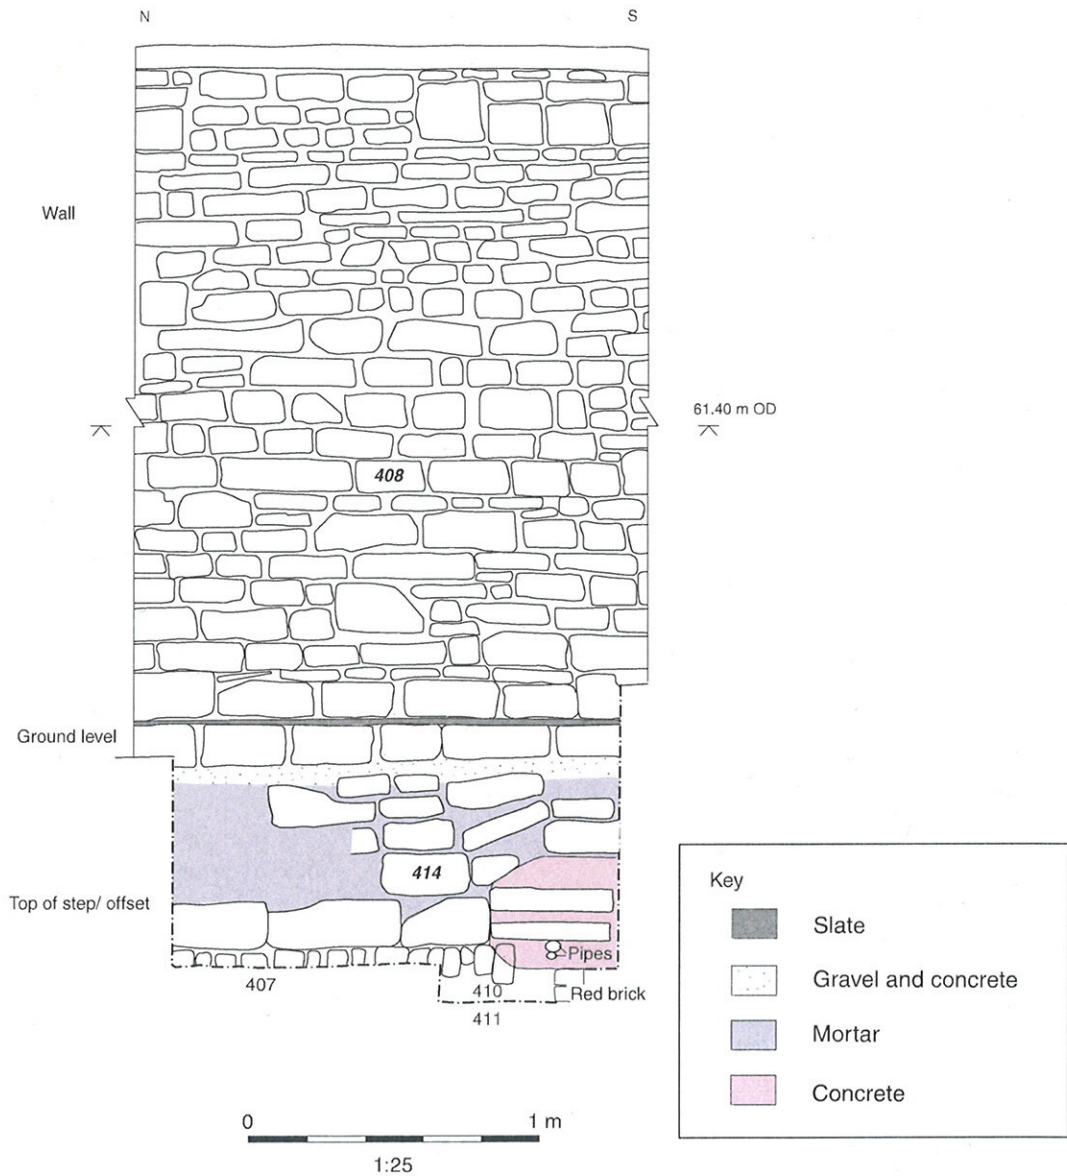 N S
Wall
61.40 m OD
408
Ground level
414
Top of step/ offset
Pipes
407
410
Red brick
411
Key
Slate
Gravel and concrete
Mortar
Concrete
0 1 m
1:25